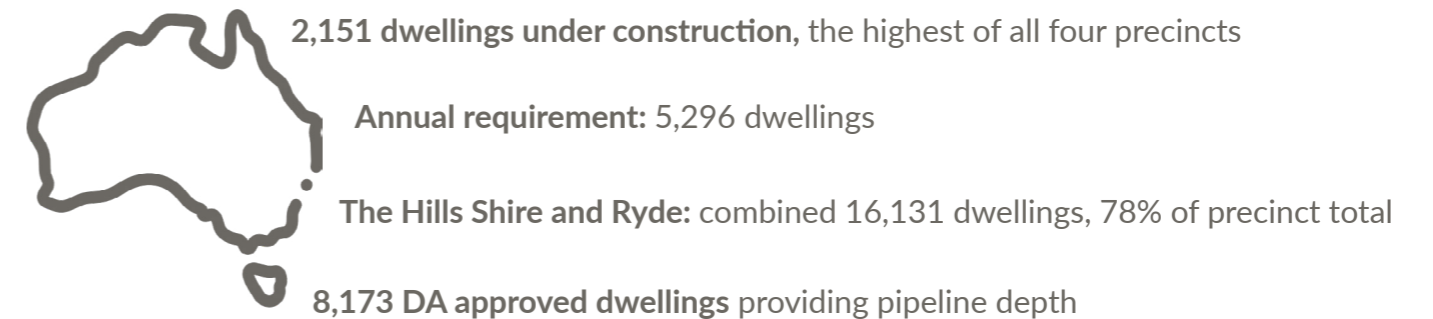 2,151 dwellings under construction, the highest of all four precincts
Annual requirement: 5,296 dwellings
The Hills Shire and Ryde: combined 16,131 dwellings, 78% of precinct total
8,173 DA approved dwellings providing pipeline depth